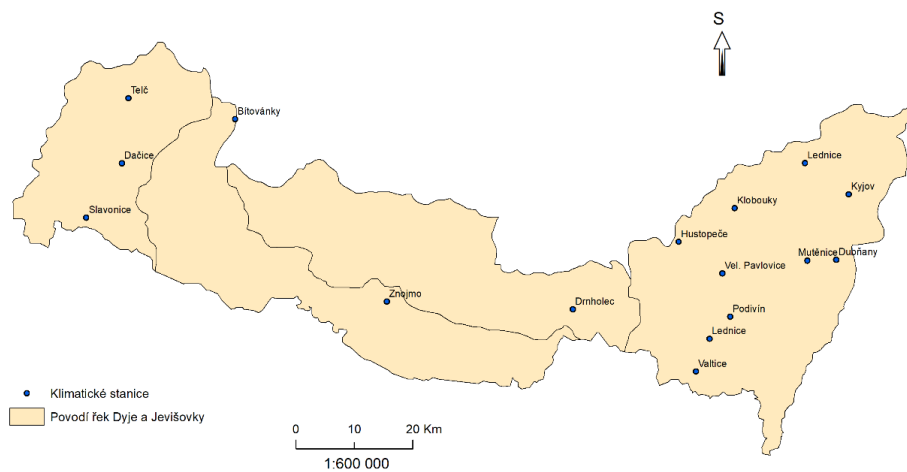 S
Telč
Bítovánky
Dačice
Lednice
Kyjov
Klobouky
Slavonice
Hustopeče
Mutěnice
Dubňany
Vel. Pavlovice
Znojmo
Drnholec
Podivín
Lednice
Valtice
Klimatické stanice
Povodí řek Dyje a Jevišovky
0 10 20 Km
1:600 000